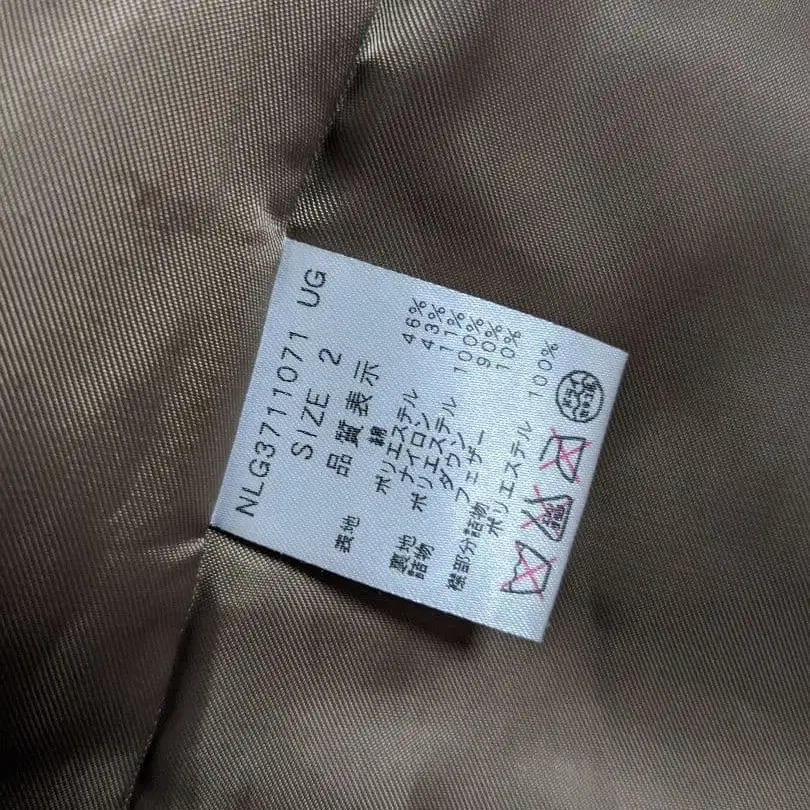 NLG3711071 UG
SIZE 2
品質表示
表地 綿 46%
ポリエステル 43%
ナイロン 11%
裏地 ポリエステル 100%
詰物 ダウン 90%
フェザー 10%
襟部分詰物
ポリエステル 100%